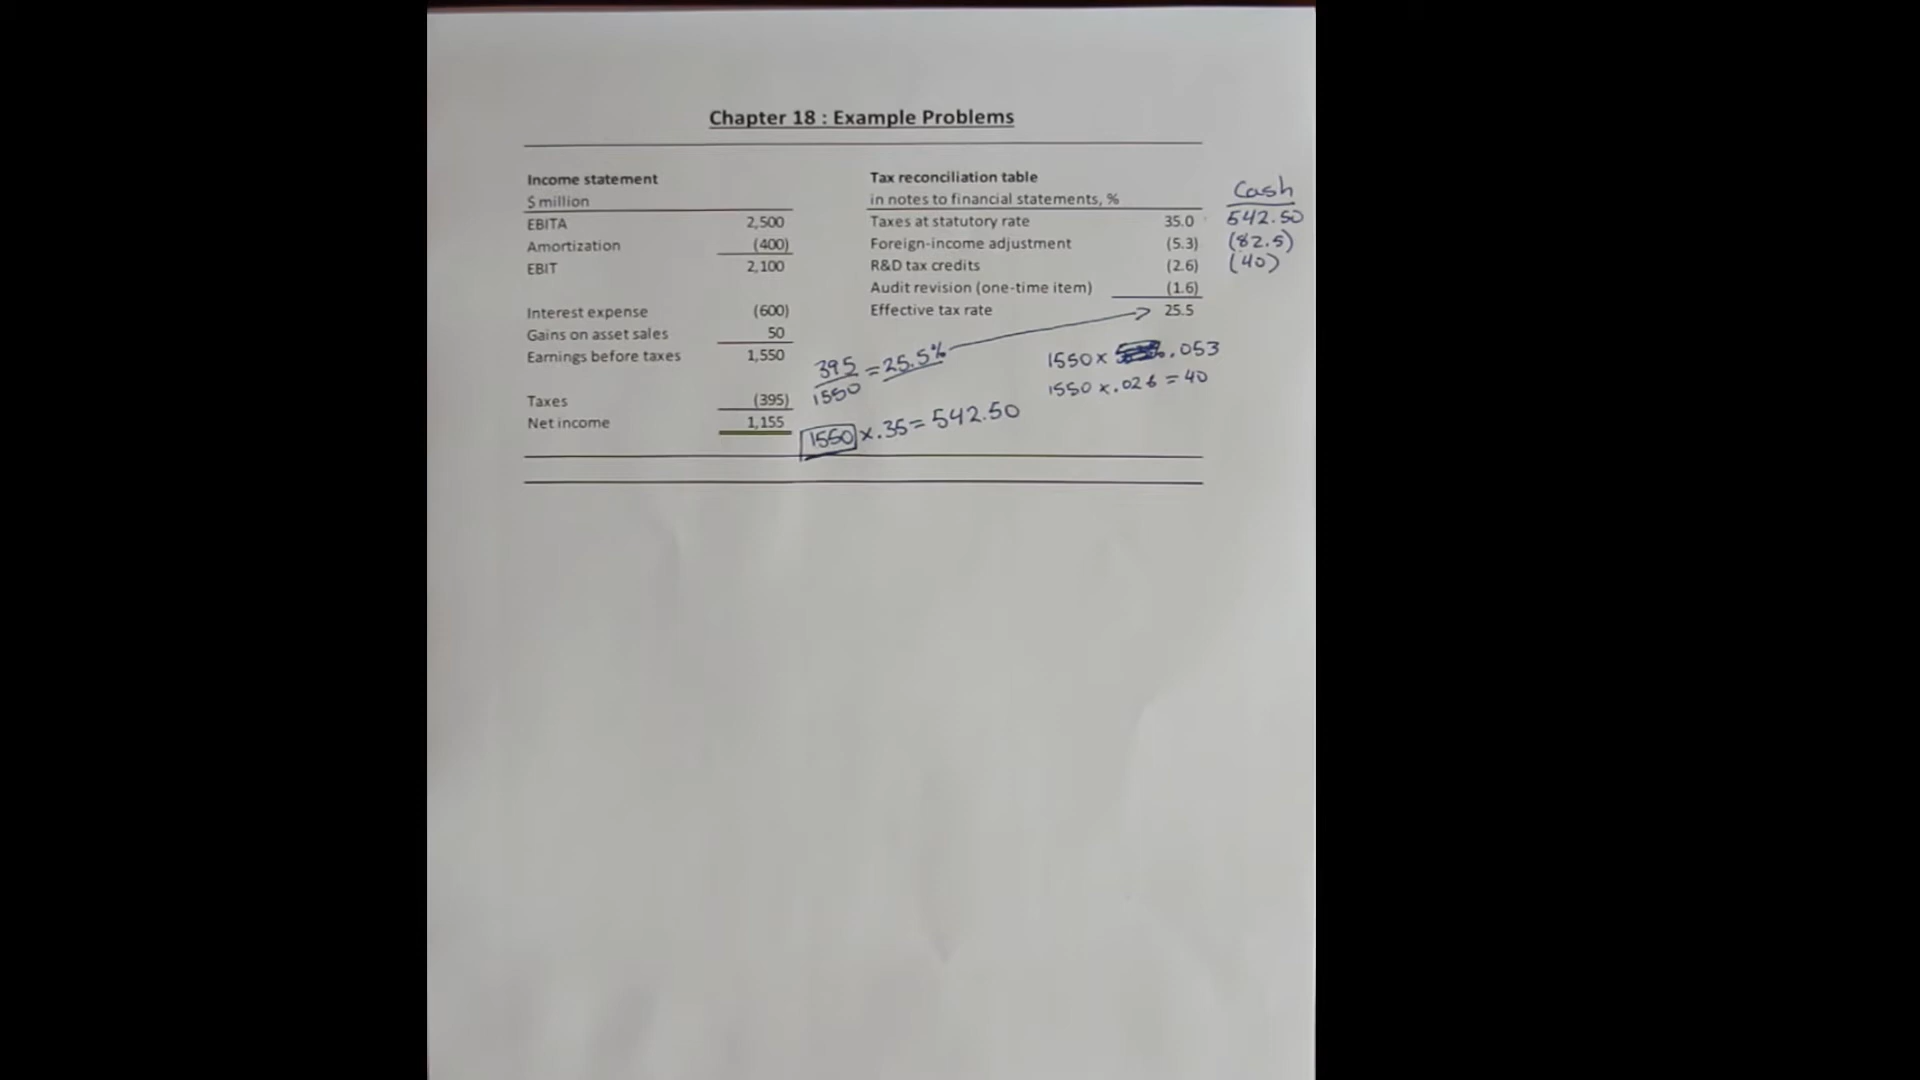 Chapter 18 : Example Problems
Income statement
$ million
EBITA 2,500
Amortization (400)
EBIT 2,100
Interest expense (600)
Gains on asset sales 50
Earnings before taxes 1,550
Taxes (395)
Net income 1,155
Tax reconciliation table
in notes to financial statements, %
Taxes at statutory rate 35.0
Foreign-income adjustment (5.3)
R&D tax credits (2.6)
Audit revision (one-time item) (1.6)
Effective tax rate 25.5
Cash
542.50
(82.5)
(40)
395
1550
= 25.5%
1550 x .35 = 542.50
1550 x .053
1550 x .026 = 40